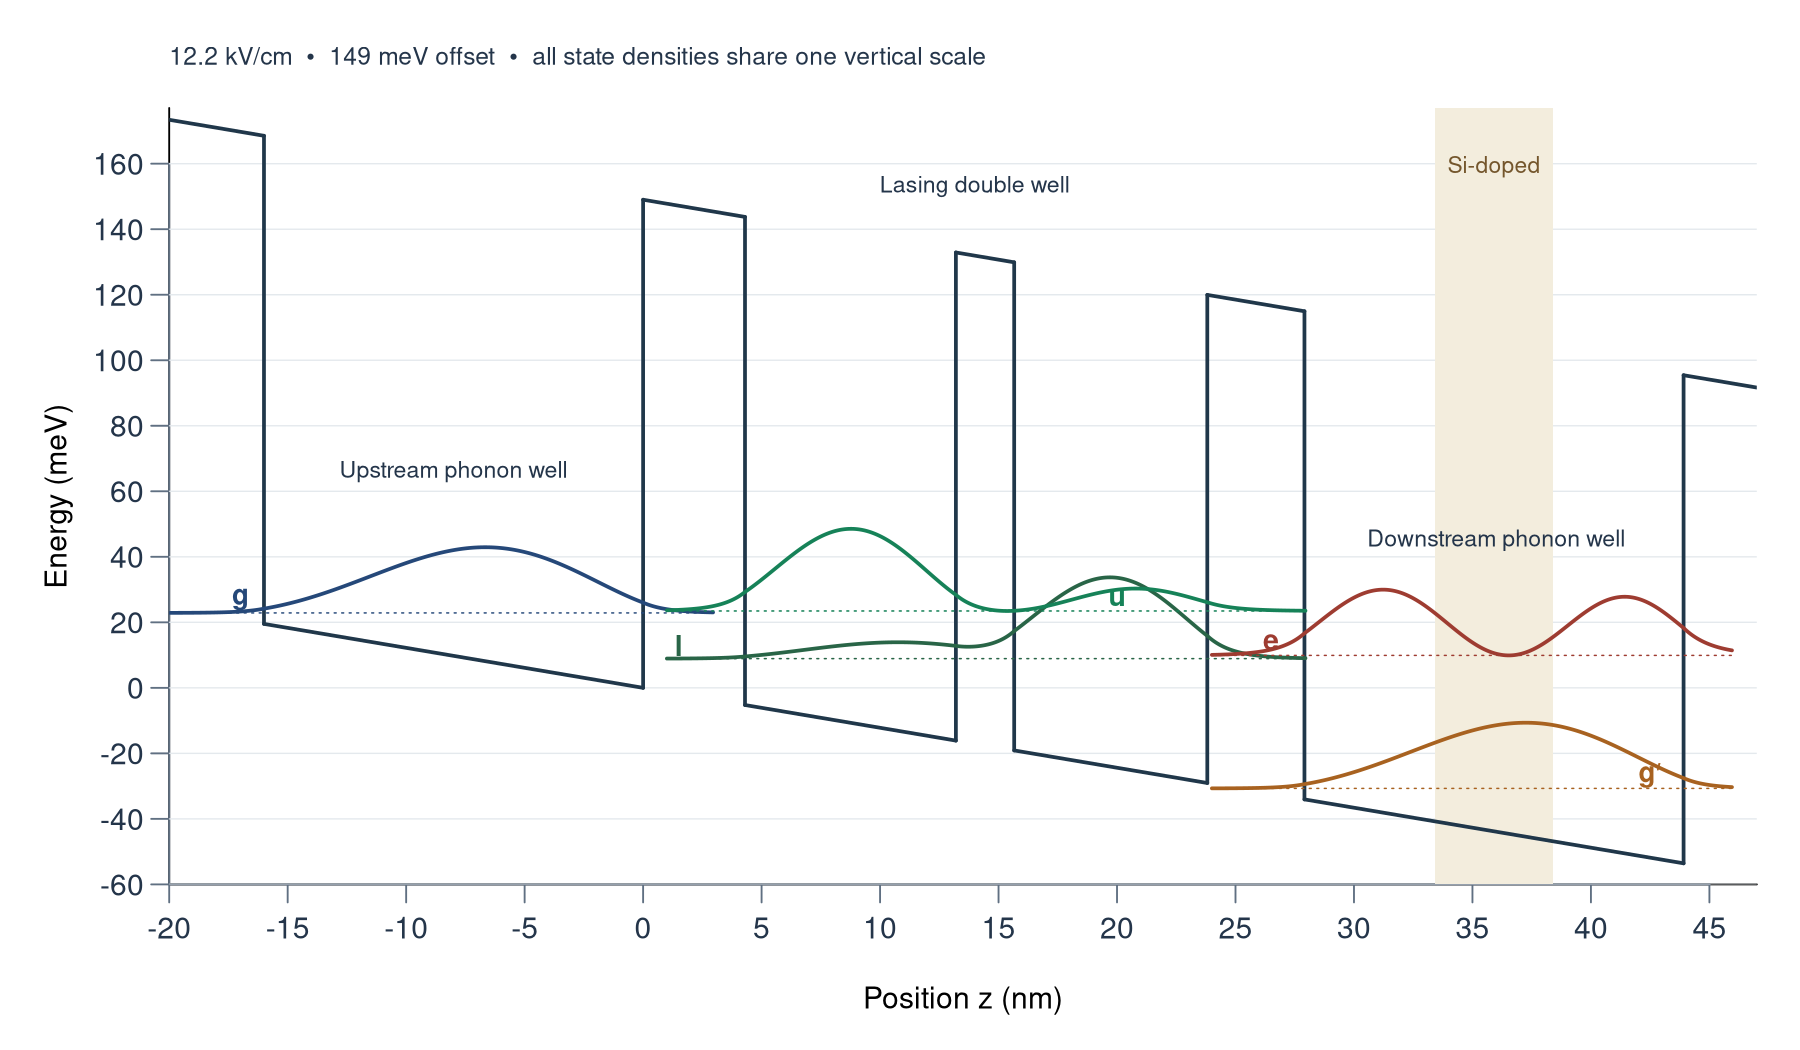 12.2 kV/cm • 149 meV offset • all state densities share one vertical scale
160
140
120
100
80
60
40
20
0
-20
-40
-60
Energy (meV)
Si-doped
Lasing double well
Upstream phonon well
Downstream phonon well
g
u
l
e
g′
-20 -15 -10 -5 0 5 10 15 20 25 30 35 40 45
Position z (nm)